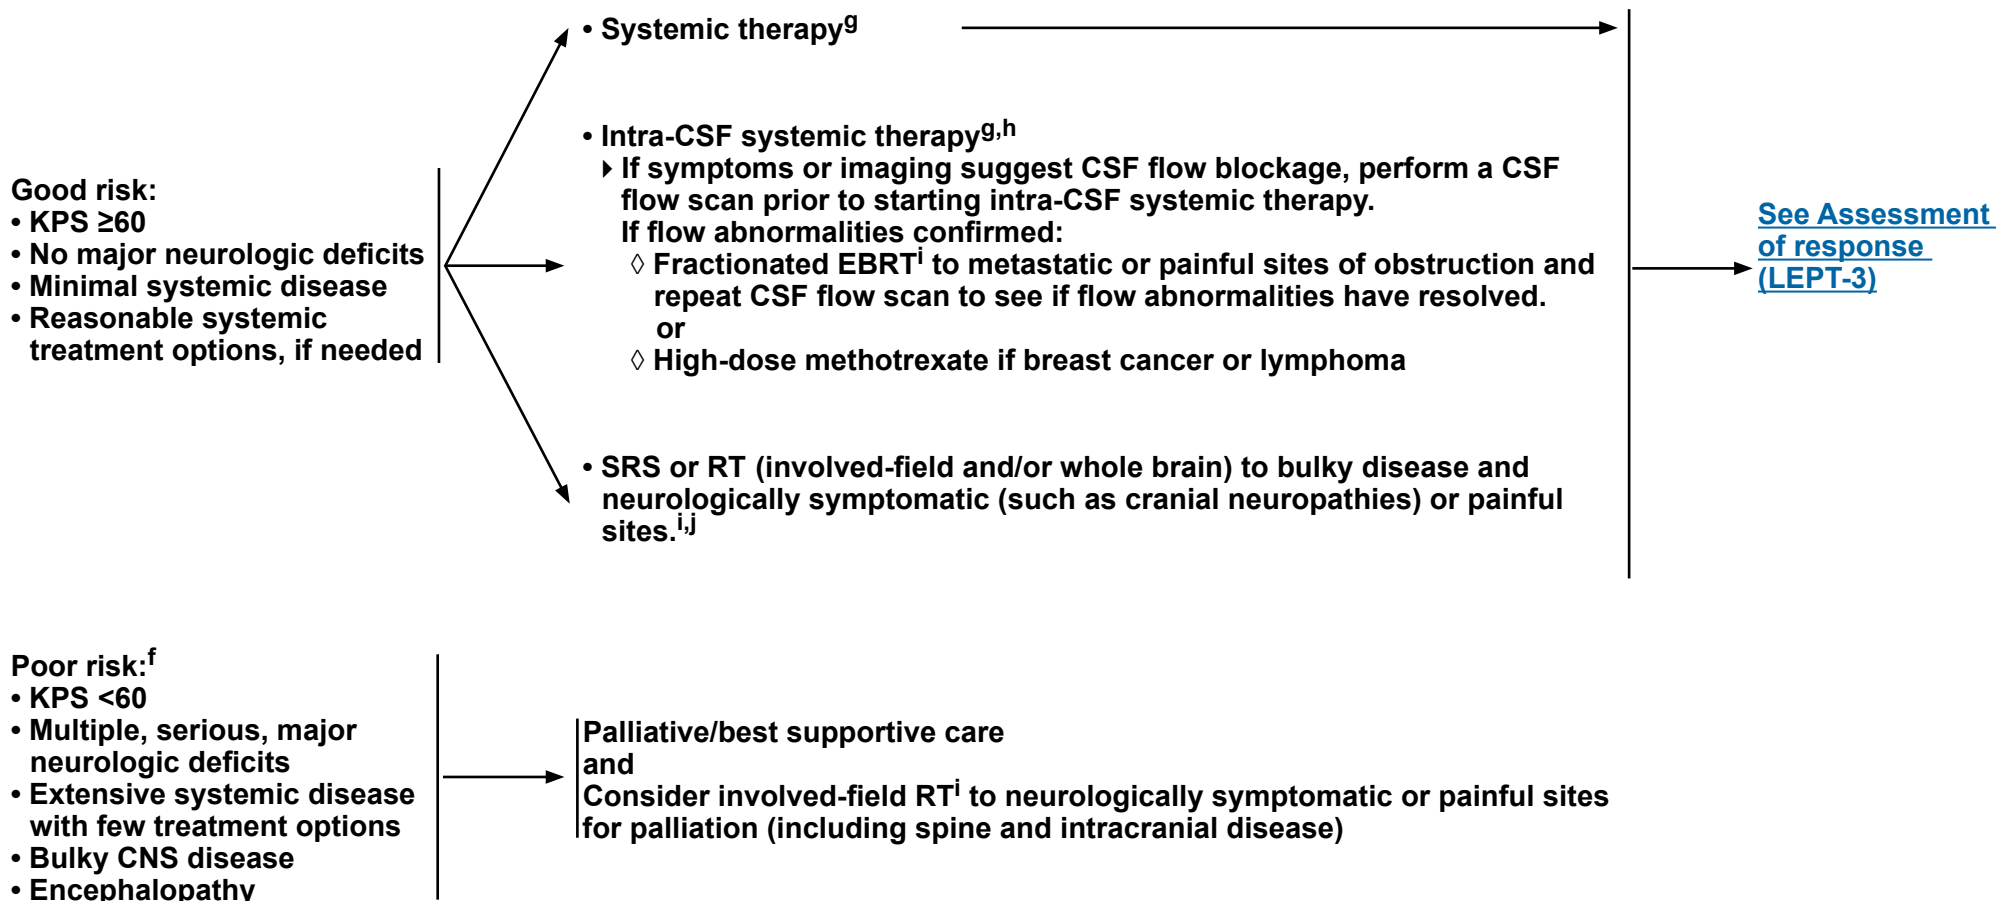 • Systemic therapyg
• Intra-CSF systemic therapyg,h
‣ If symptoms or imaging suggest CSF flow blockage, perform a CSF
flow scan prior to starting intra-CSF systemic therapy.
If flow abnormalities confirmed:
◊ Fractionated EBRTi to metastatic or painful sites of obstruction and
repeat CSF flow scan to see if flow abnormalities have resolved.
or
◊ High-dose methotrexate if breast cancer or lymphoma
Good risk:
• KPS ≥60
• No major neurologic deficits
• Minimal systemic disease
• Reasonable systemic
treatment options, if needed
See Assessment
of response
(LEPT-3)
• SRS or RT (involved-field and/or whole brain) to bulky disease and
neurologically symptomatic (such as cranial neuropathies) or painful
sites.i,j
Poor risk:f
• KPS <60
• Multiple, serious, major
neurologic deficits
• Extensive systemic disease
with few treatment options
• Bulky CNS disease
• Encephalopathy
Palliative/best supportive care
and
Consider involved-field RTi to neurologically symptomatic or painful sites
for palliation (including spine and intracranial disease)